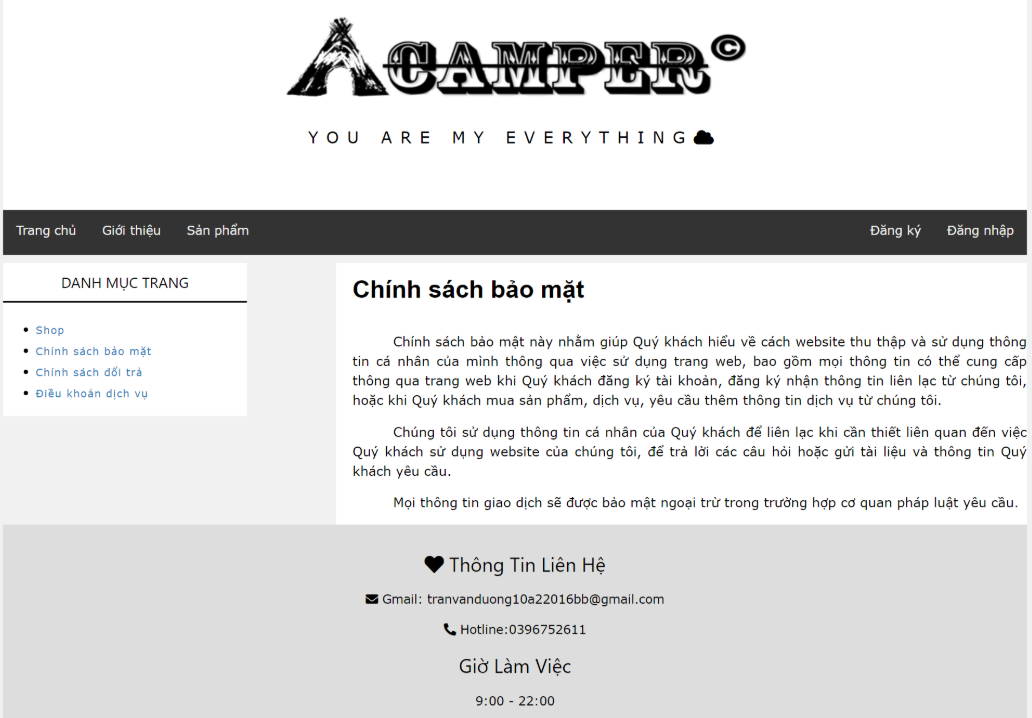 ACAMPER©
YOU ARE MY EVERYTHING
Trang chủ Giới thiệu Sản phẩm Đăng ký Đăng nhập
DANH MỤC TRANG
Shop
Chính sách bảo mật
Chính sách đổi trả
Điều khoản dịch vụ
Chính sách bảo mật
Chính sách bảo mật này nhằm giúp Quý khách hiểu về cách website thu thập và sử dụng thông
tin cá nhân của mình thông qua việc sử dụng trang web, bao gồm mọi thông tin có thể cung cấp
thông qua trang web khi Quý khách đăng ký tài khoản, đăng ký nhận thông tin liên lạc từ chúng tôi,
hoặc khi Quý khách mua sản phẩm, dịch vụ, yêu cầu thêm thông tin dịch vụ từ chúng tôi.
Chúng tôi sử dụng thông tin cá nhân của Quý khách để liên lạc khi cần thiết liên quan đến việc
Quý khách sử dụng website của chúng tôi, để trả lời các câu hỏi hoặc gửi tài liệu và thông tin Quý
khách yêu cầu.
Mọi thông tin giao dịch sẽ được bảo mật ngoại trừ trong trường hợp cơ quan pháp luật yêu cầu.
Thông Tin Liên Hệ
Gmail: tranvanduong10a22016bb@gmail.com
Hotline:0396752611
Giờ Làm Việc
9:00 - 22:00